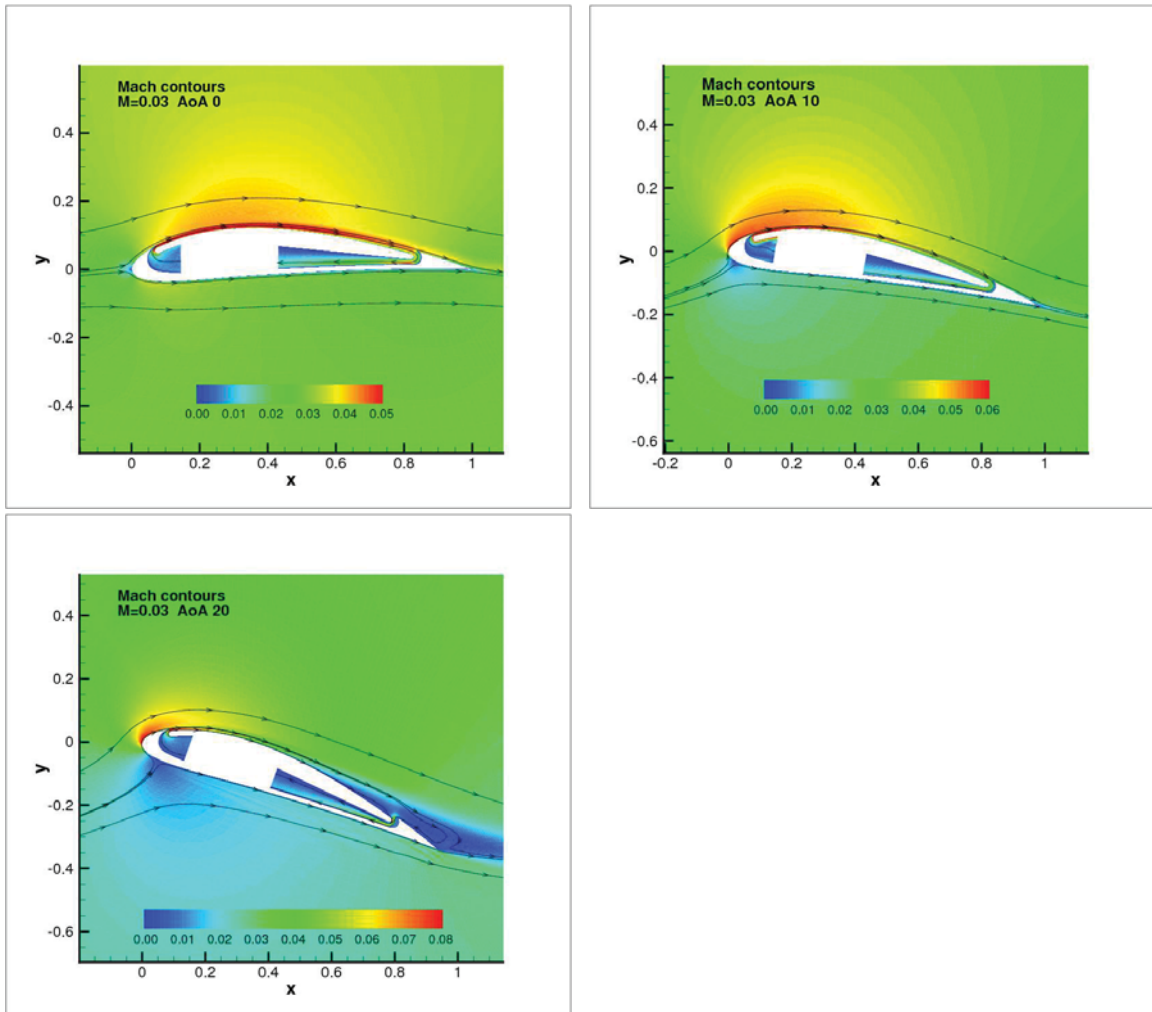 Mach contours
M=0.03 AoA 0
0.4
0.2
y
0
-0.2
-0.4
0.00 0.01 0.02 0.03 0.04 0.05
0 0.2 0.4 0.6 0.8 1
x
Mach contours
M=0.03 AoA 10
0.4
0.2
y
0
-0.2
-0.4
0.00 0.01 0.02 0.03 0.04 0.05 0.06
-0.6
-0.2 0 0.2 0.4 0.6 0.8 1
x
Mach contours
M=0.03 AoA 20
0.4
0.2
0
y
-0.2
-0.4
-0.6
0.00 0.01 0.02 0.03 0.04 0.05 0.06 0.07 0.08
0 0.2 0.4 0.6 0.8 1
x